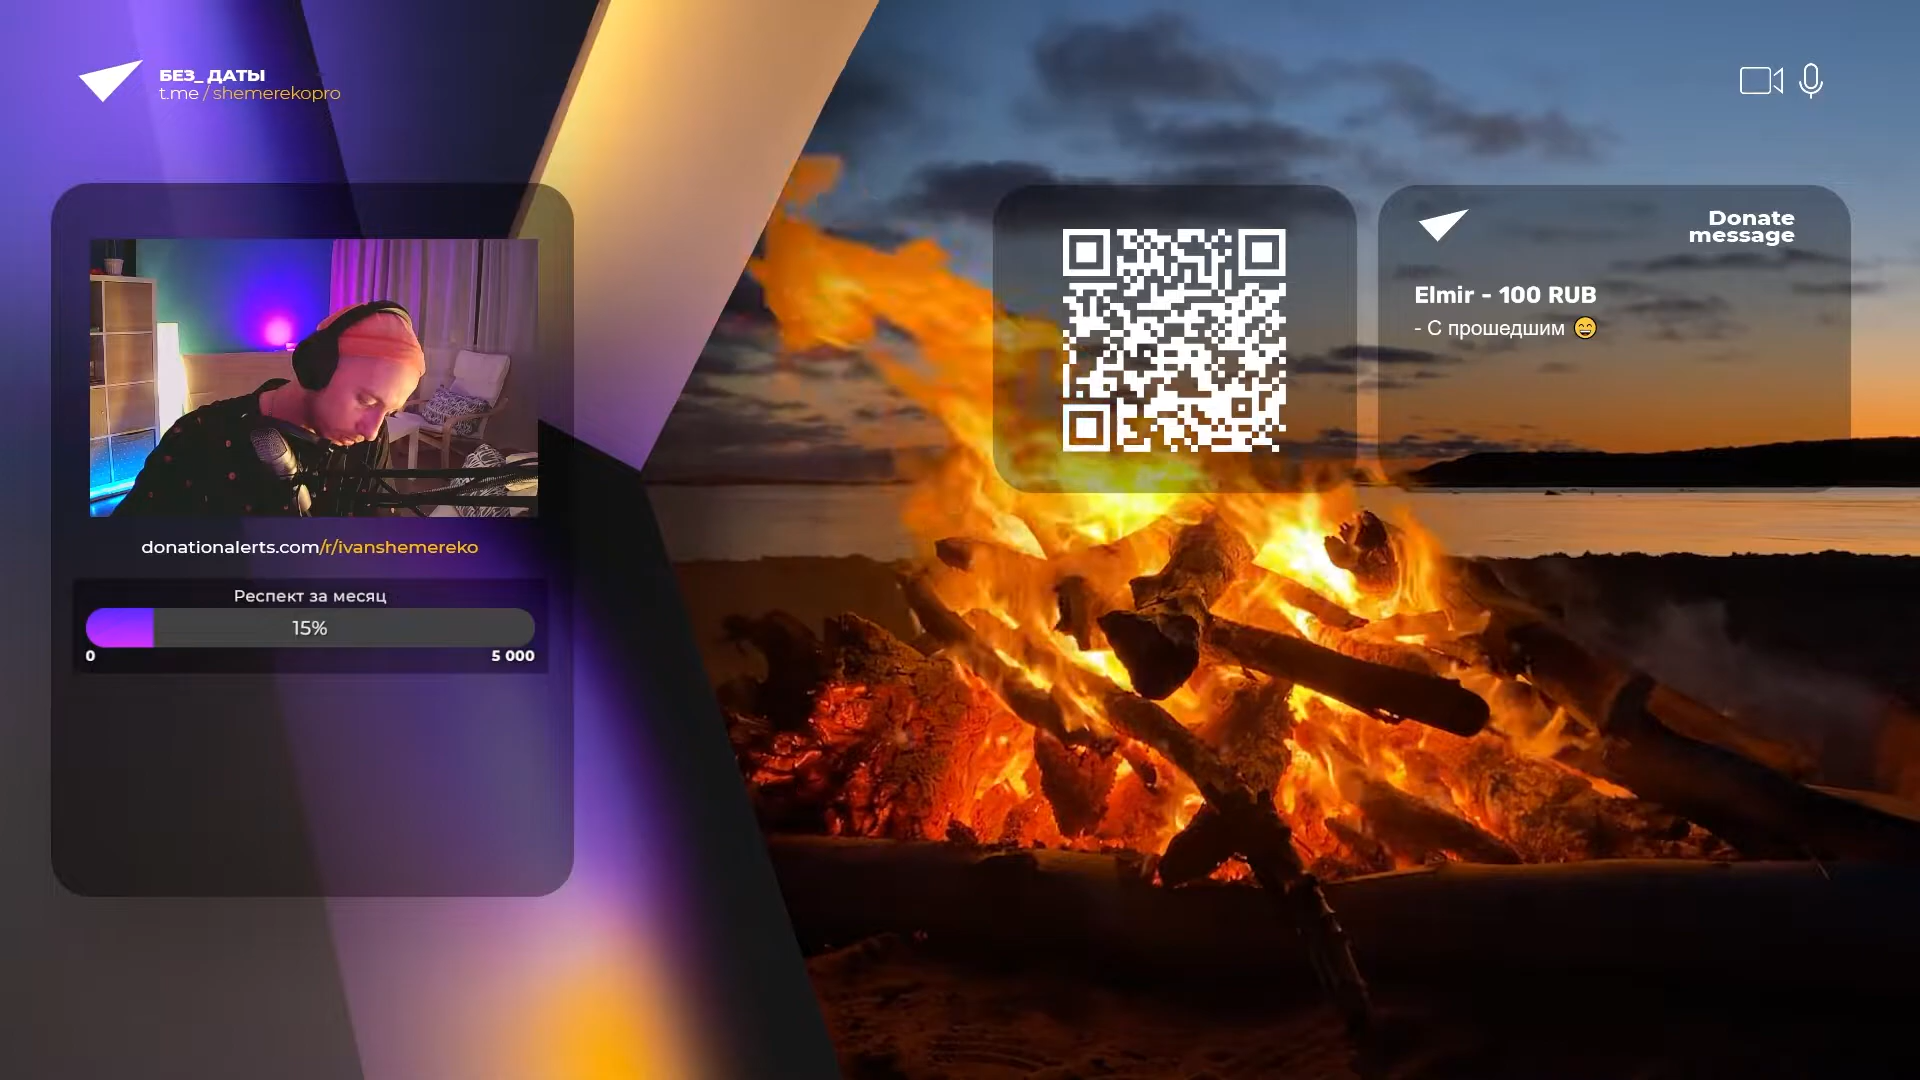 БЕЗ_ДАТЫ
t.me/shemerekopro
Donate
message
Elmir - 100 RUB
- С прошедшим 😄
donationalerts.com/r/ivanshemereko
Респект за месяц
15%
0 5 000